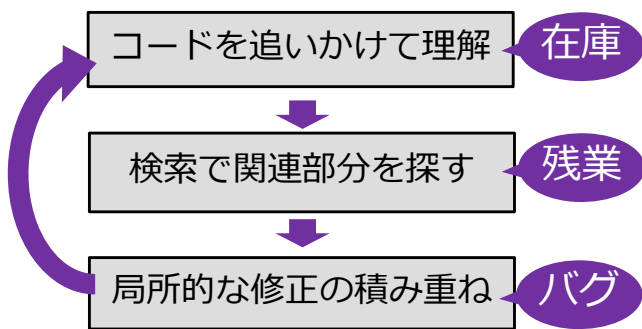 コードを追いかけて理解
在庫
検索で関連部分を探す
残業
局所的な修正の積み重ね
バグ